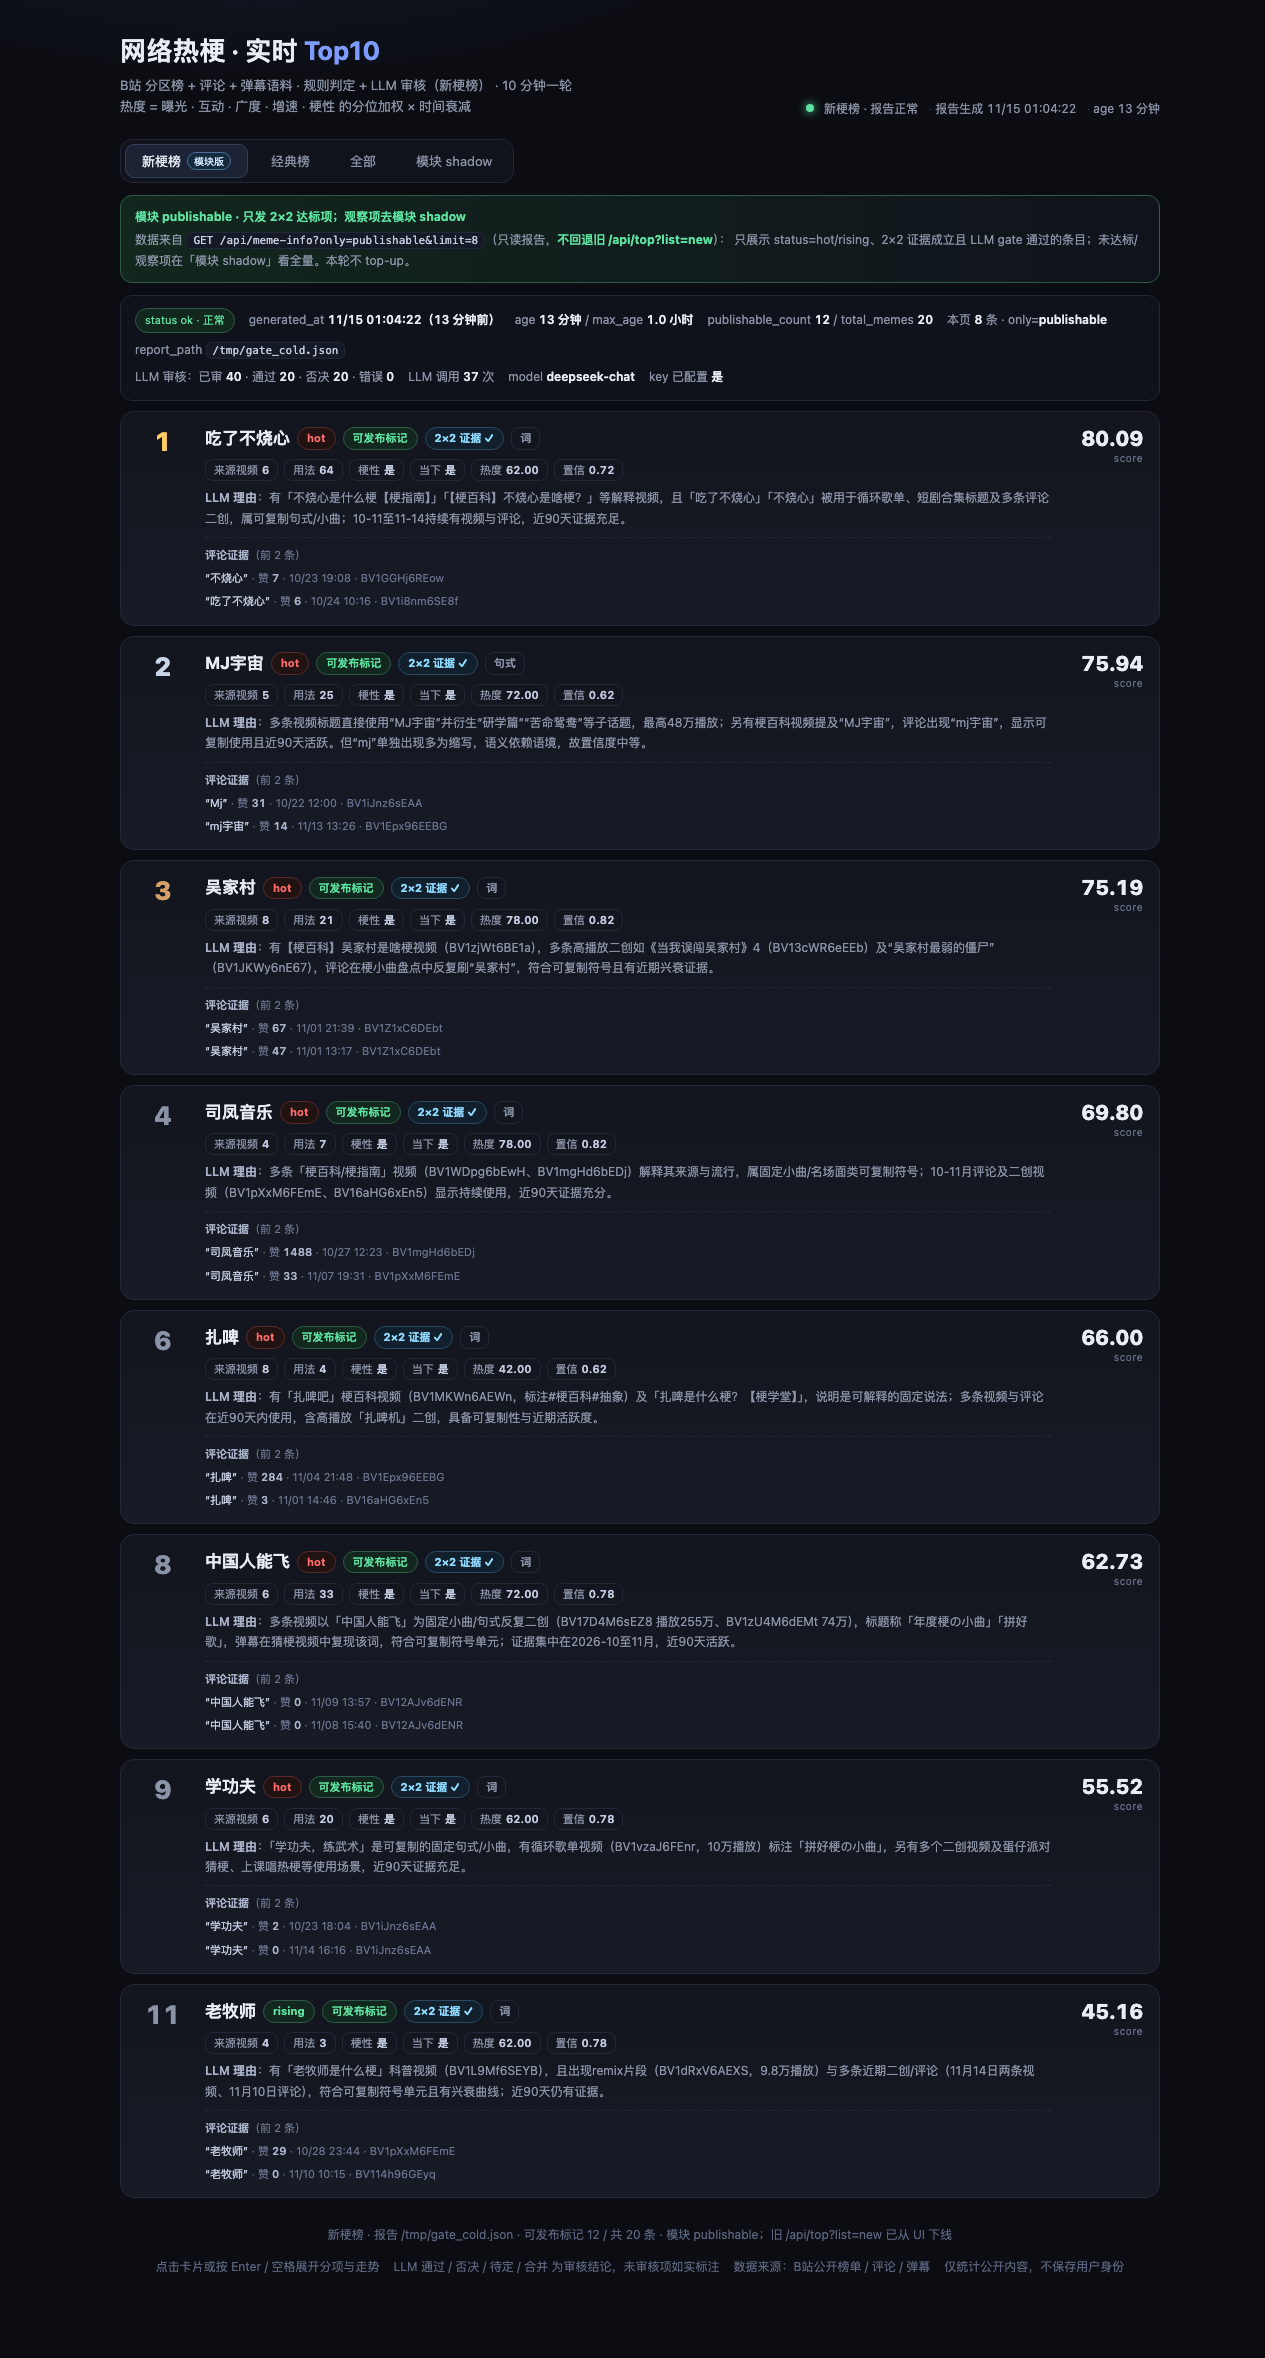 网络热梗 · 实时 Top10
B站 分区榜 + 评论 + 弹幕语料 · 规则判定 + LLM 审核（新梗榜） · 10 分钟一轮
热度 = 曝光 · 互动 · 广度 · 增速 · 梗性 的分位加权 × 时间衰减
新梗榜 · 报告正常 · 报告生成 11/15 01:04:22 · age 13 分钟
新梗榜 模块版 经典榜 全部 模块 shadow
模块 publishable · 只发 2×2 达标项；观察项去模块 shadow
数据来自 GET /api/meme-info?only=publishable&limit=8 （只读报告，不回退旧 /api/top?list=new）： 只展示 status=hot/rising、2×2 证据成立且 LLM gate 通过的条目；未达标/
观察项在「模块 shadow」看全量。本轮不 top-up。
status ok · 正常 generated_at 11/15 01:04:22（13 分钟前） age 13 分钟 / max_age 1.0 小时 publishable_count 12 / total_memes 20 本页 8 条 · only=publishable
report_path /tmp/gate_cold.json
LLM 审核：已审 40 · 通过 20 · 否决 20 · 错误 0 LLM 调用 37 次 model deepseek-chat key 已配置 是
1 吃了不烧心 hot 可发布标记 2×2 证据 ✓ 词 80.09
score
来源视频 6 用法 64 梗性 是 当下 是 热度 62.00 置信 0.72
LLM 理由：有「不烧心是什么梗【梗指南】」「【梗百科】不烧心是啥梗？」等解释视频，且「吃了不烧心」「不烧心」被用于循环歌单、短剧合集标题及多条评论
二创，属可复制句式/小曲；10-11至11-14持续有视频与评论，近90天证据充足。
评论证据（前 2 条）
"不烧心" · 赞 7 · 10/23 19:08 · BV1GGHj6REow
"吃了不烧心" · 赞 6 · 10/24 10:16 · BV1i8nm6SE8f
2 MJ宇宙 hot 可发布标记 2×2 证据 ✓ 句式 75.94
score
来源视频 5 用法 25 梗性 是 当下 是 热度 72.00 置信 0.62
LLM 理由：多条视频标题直接使用“MJ宇宙”并衍生“研学篇”“苦命鸳鸯”等子话题，最高48万播放；另有梗百科视频提及“MJ宇宙”，评论出现“mj宇宙”，显示可
复制使用且近90天活跃。但“mj”单独出现多为缩写，语义依赖语境，故置信度中等。
评论证据（前 2 条）
"Mj" · 赞 31 · 10/22 12:00 · BV1iJnz6sEAA
"mj宇宙" · 赞 14 · 11/13 13:26 · BV1Epx96EEBG
3 吴家村 hot 可发布标记 2×2 证据 ✓ 词 75.19
score
来源视频 8 用法 21 梗性 是 当下 是 热度 78.00 置信 0.82
LLM 理由：有【梗百科】吴家村是啥梗视频（BV1zjWt6BE1a），多条高播放二创如《当我误闯吴家村》4（BV13cWR6eEEb）及“吴家村最弱的僵尸”
（BV1JKWy6nE67），评论在梗小曲盘点中反复刷“吴家村”，符合可复制符号且有近期兴衰证据。
评论证据（前 2 条）
"吴家村" · 赞 67 · 11/01 21:39 · BV1Z1xC6DEbt
"吴家村" · 赞 47 · 11/01 13:17 · BV1Z1xC6DEbt
4 司凤音乐 hot 可发布标记 2×2 证据 ✓ 词 69.80
score
来源视频 4 用法 7 梗性 是 当下 是 热度 78.00 置信 0.82
LLM 理由：多条「梗百科/梗指南」视频（BV1WDpg6bEwH、BV1mgHd6bEDj）解释其来源与流行，属固定小曲/名场面类可复制符号；10-11月评论及二创视
频（BV1pXxM6FEmE、BV16aHG6xEn5）显示持续使用，近90天证据充分。
评论证据（前 2 条）
"司凤音乐" · 赞 1488 · 10/27 12:23 · BV1mgHd6bEDj
"司凤音乐" · 赞 33 · 11/07 19:31 · BV1pXxM6FEmE
6 扎啤 hot 可发布标记 2×2 证据 ✓ 词 66.00
score
来源视频 8 用法 4 梗性 是 当下 是 热度 42.00 置信 0.62
LLM 理由：有「扎啤吧」梗百科视频（BV1MKWn6AEWn，标注#梗百科#抽象）及「扎啤是什么梗？【梗学堂】」，说明是可解释的固定说法；多条视频与评论
在近90天内使用，含高播放「扎啤机」二创，具备可复制性与近期活跃度。
评论证据（前 2 条）
"扎啤" · 赞 284 · 11/04 21:48 · BV1Epx96EEBG
"扎啤" · 赞 3 · 11/01 14:46 · BV16aHG6xEn5
8 中国人能飞 hot 可发布标记 2×2 证据 ✓ 词 62.73
score
来源视频 6 用法 33 梗性 是 当下 是 热度 72.00 置信 0.78
LLM 理由：多条视频以「中国人能飞」为固定小曲/句式反复二创（BV17D4M6sEZ8 播放255万、BV1zU4M6dEMt 74万），标题称「年度梗の小曲」「拼好
歌」，弹幕在猜梗视频中复现该词，符合可复制符号单元；证据集中在2026-10至11月，近90天活跃。
评论证据（前 2 条）
"中国人能飞" · 赞 0 · 11/09 13:57 · BV12AJv6dENR
"中国人能飞" · 赞 0 · 11/08 15:40 · BV12AJv6dENR
9 学功夫 hot 可发布标记 2×2 证据 ✓ 词 55.52
score
来源视频 6 用法 20 梗性 是 当下 是 热度 62.00 置信 0.78
LLM 理由：「学功夫，练武术」是可复制的固定句式/小曲，有循环歌单视频（BV1vzaJ6FEnr，10万播放）标注「拼好梗の小曲」，另有多个二创视频及蛋仔派对
猜梗、上课唱热梗等使用场景，近90天证据充足。
评论证据（前 2 条）
"学功夫" · 赞 2 · 10/23 18:04 · BV1iJnz6sEAA
"学功夫" · 赞 0 · 11/14 16:16 · BV1iJnz6sEAA
11 老牧师 rising 可发布标记 2×2 证据 ✓ 词 45.16
score
来源视频 4 用法 3 梗性 是 当下 是 热度 62.00 置信 0.78
LLM 理由：有「老牧师是什么梗」科普视频（BV1L9Mf6SEYB），且出现remix片段（BV1dRxV6AEXS，9.8万播放）与多条近期二创/评论（11月14日两条视
频、11月10日评论），符合可复制符号单元且有兴衰曲线；近90天仍有证据。
评论证据（前 2 条）
"老牧师" · 赞 29 · 10/28 23:44 · BV1pXxM6FEmE
"老牧师" · 赞 0 · 11/10 10:15 · BV114h96GEyq
新梗榜 · 报告 /tmp/gate_cold.json · 可发布标记 12 / 共 20 条 · 模块 publishable；旧 /api/top?list=new 已从 UI 下线
点击卡片或按 Enter / 空格展开分项与走势 LLM 通过 / 否决 / 待定 / 合并 为审核结论，未审核项如实标注 数据来源：B站公开榜单 / 评论 / 弹幕 仅统计公开内容，不保存用户身份